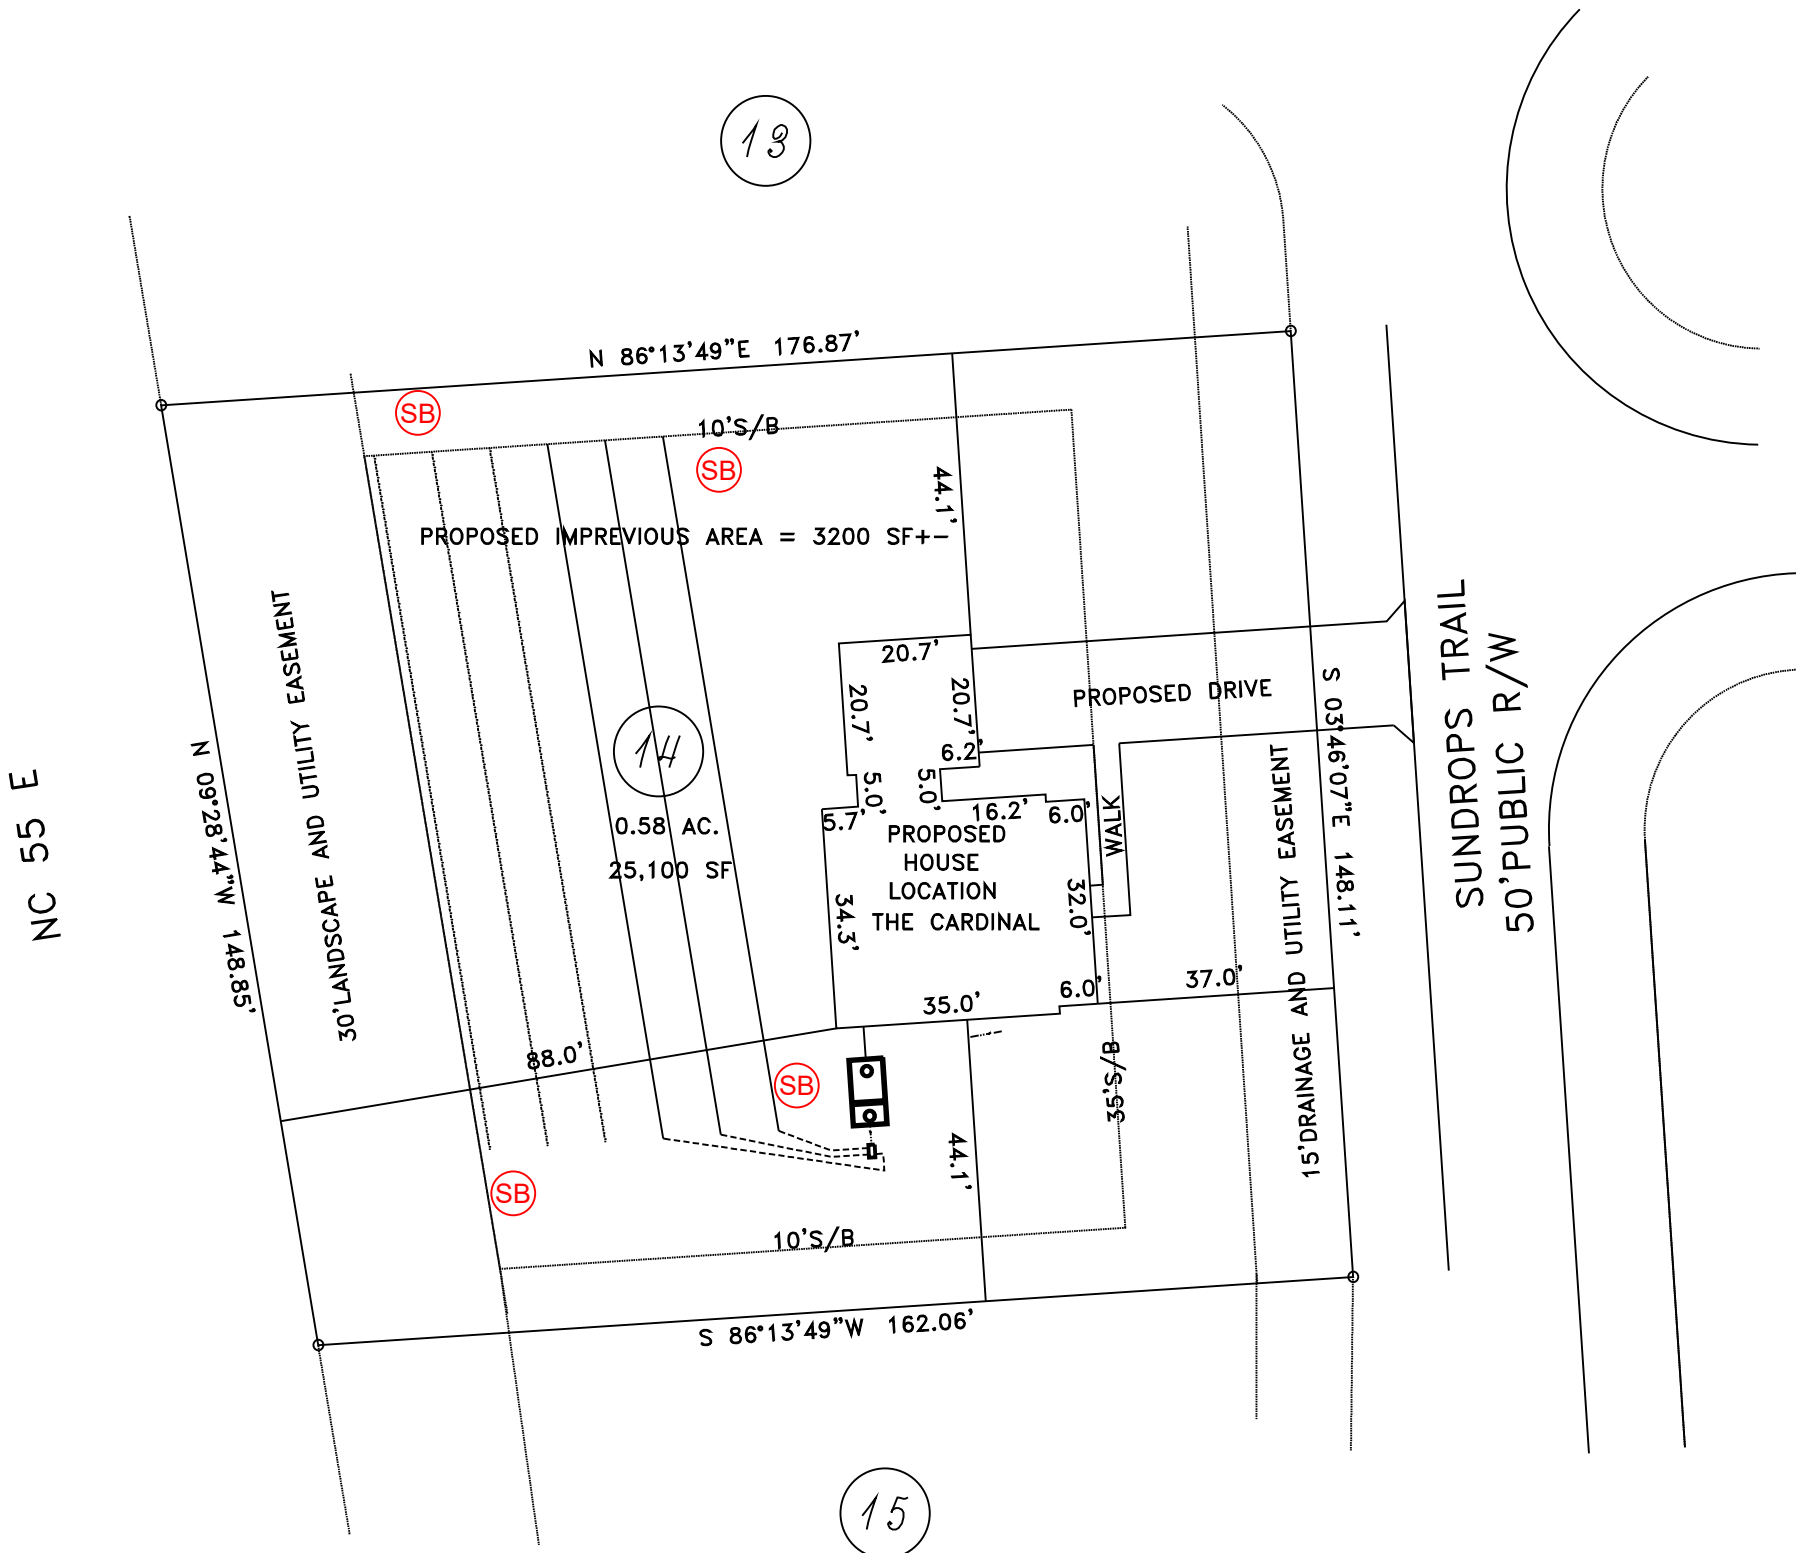 13
N 86°13'49"E 176.87'
SB
10'S/B
SB
44.1'
PROPOSED IMPREVIOUS AREA = 3200 SF+-
30'LANDSCAPE AND UTILITY EASEMENT
20.7'
20.7'
20.7'
PROPOSED DRIVE
S 03°46'07"E 148.11'
SUNDROPS TRAIL
50'PUBLIC R/W
N 09°28'44"W 148.85'
NC 55 E
14
6.2'
5.0'
5.0'
16.2'
6.0'
5.7'
WALK
0.58 AC.
25,100 SF
PROPOSED
HOUSE
LOCATION
THE CARDINAL
34.3'
32.0'
15'DRAINAGE AND UTILITY EASEMENT
37.0'
6.0'
35.0'
88.0'
SB
35'S/B
44.1'
SB
10'S/B
S 86°13'49"W 162.06'
15